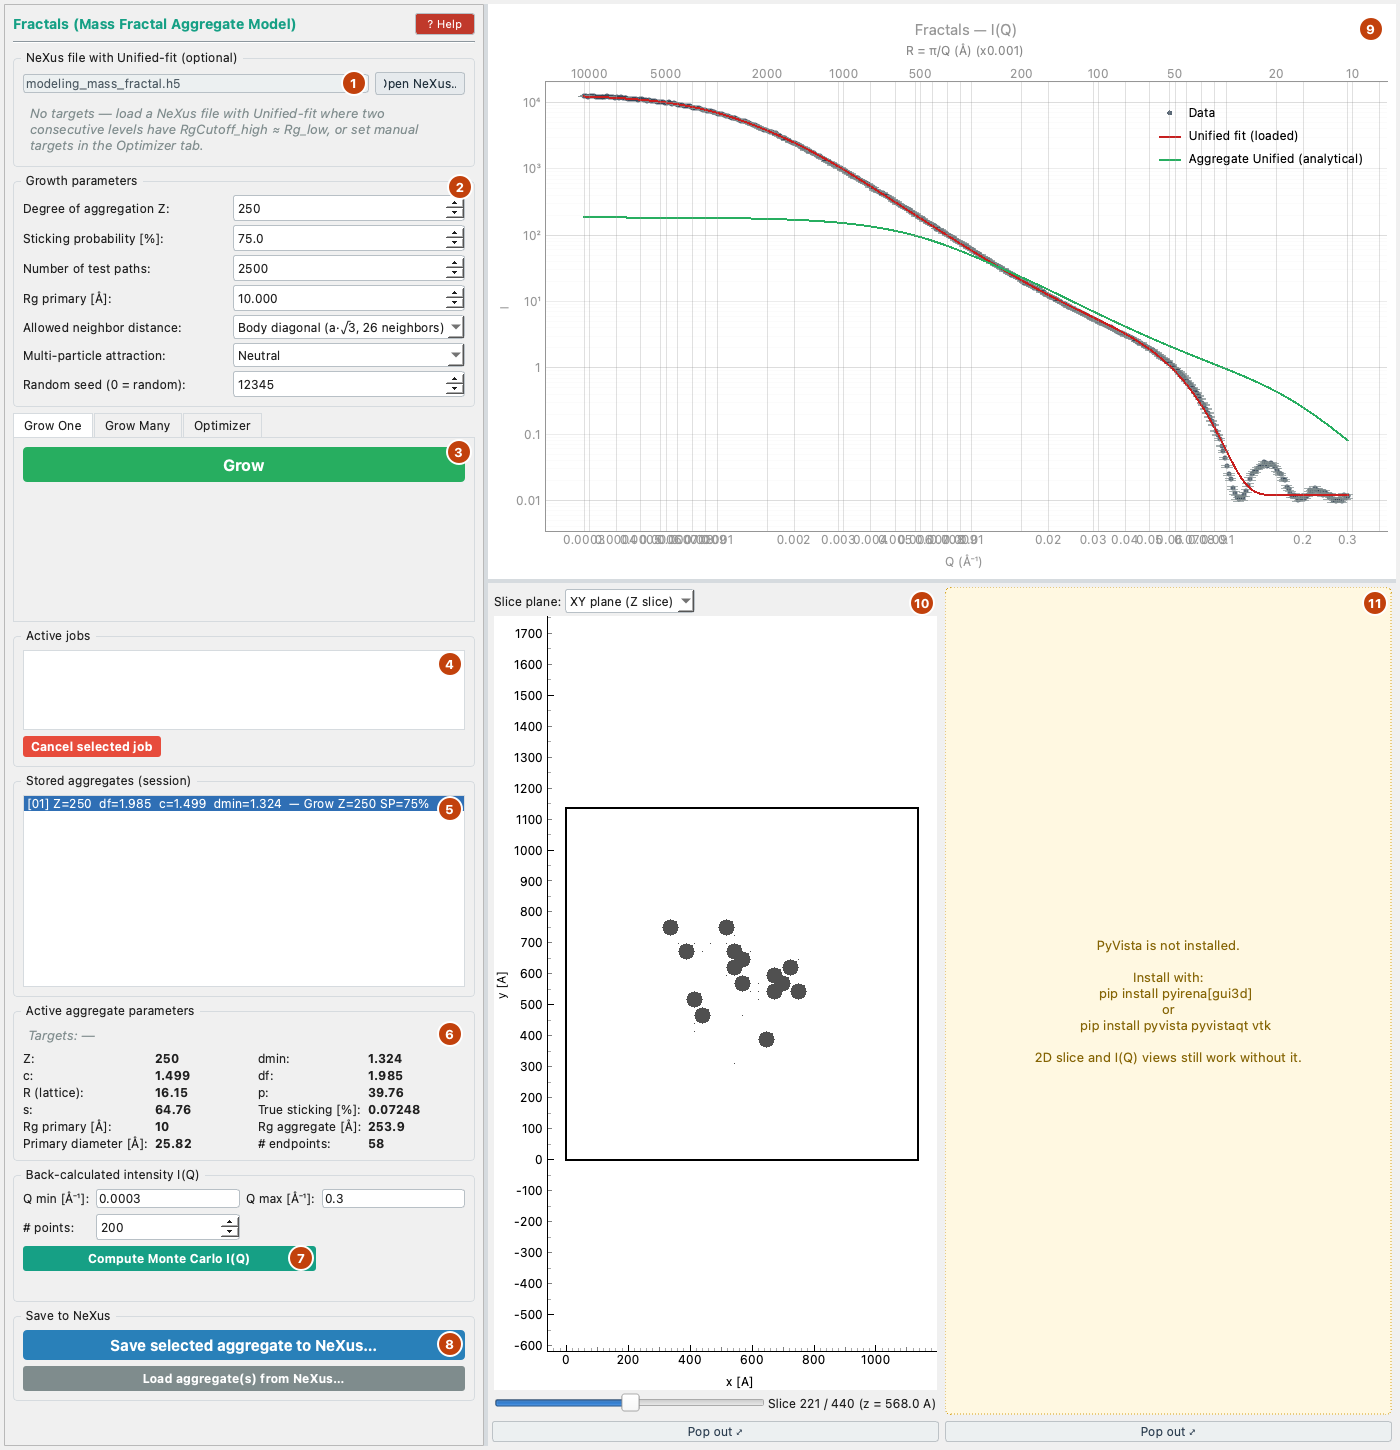 Fractals (Mass Fractal Aggregate Model)
? Help
NeXus file with Unified-fit (optional)
modeling_mass_fractal.h5
1
Open NeXus..
No targets — load a NeXus file with Unified-fit where two
consecutive levels have RgCutoff_high ≈ Rg_low, or set manual
targets in the Optimizer tab.
Growth parameters
2
Degree of aggregation Z: 250
Sticking probability [%]: 75.0
Number of test paths: 2500
Rg primary [Å]: 10.000
Allowed neighbor distance: Body diagonal (a·√3, 26 neighbors)
Multi-particle attraction: Neutral
Random seed (0 = random): 12345
Grow One Grow Many Optimizer
Grow
3
Active jobs
4
Cancel selected job
Stored aggregates (session)
[01] Z=250 df=1.985 c=1.499 dmin=1.324 — Grow Z=250 SP=75%
5
Active aggregate parameters
Targets: —
6
Z: 250 dmin: 1.324
c: 1.499 df: 1.985
R (lattice): 16.15 p: 39.76
s: 64.76 True sticking [%]: 0.07248
Rg primary [Å]: 10 Rg aggregate [Å]: 253.9
Primary diameter [Å]: 25.82 # endpoints: 58
Back-calculated intensity I(Q)
Q min [Å⁻¹]: 0.0003 Q max [Å⁻¹]: 0.3
# points: 200
Compute Monte Carlo I(Q)
7
Save to NeXus
Save selected aggregate to NeXus...
8
Load aggregate(s) from NeXus...
Fractals — I(Q)
9
R = π/Q (Å) (x0.001)
10000 5000 2000 1000 500 200 100 50 20 10
10⁴
10³
10²
10¹
1
0.1
0.01
I
Data
Unified fit (loaded)
Aggregate Unified (analytical)
0.002 0.003 0.02 0.03 0.04 0.2 0.3
Q (Å⁻¹)
Slice plane: XY plane (Z slice)
10
1700
1600
1500
1400
1300
1200
1100
1000
900
800
700
600
500
400
300
200
100
0
-100
-200
-300
-400
-500
-600
y [A]
0 200 400 600 800 1000
x [A]
Slice 221 / 440 (z = 568.0 A)
Pop out ⤢
11
PyVista is not installed.
Install with:
pip install pyirena[gui3d]
or
pip install pyvista pyvistaqt vtk
2D slice and I(Q) views still work without it.
Pop out ⤢